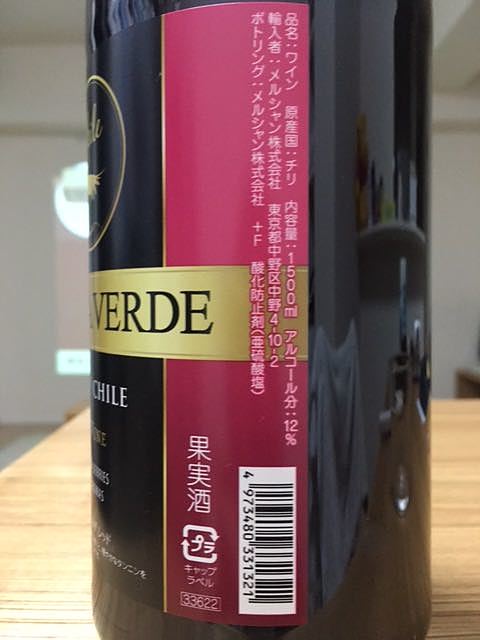 品名:ワイン 原産国:チリ 内容量:1500ml アルコール分:12%
輸入者:メルシャン株式会社 東京都中野区中野4-10-2
ボトリング:メルシャン株式会社 +F 酸化防止剤(亜硫酸塩)
VERDE
CHILE
果実酒
プラ
キャップ
ラベル
33622
4 973480 331321